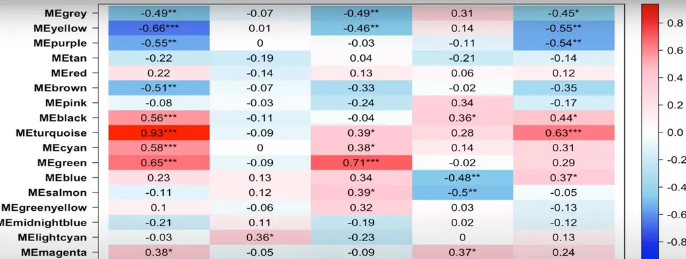 MEgrey -0.49** -0.07 -0.49** 0.31 -0.45*
MEyellow -0.66*** 0.01 -0.46** 0.14 -0.55**
MEpurple -0.55** 0 -0.03 -0.11 -0.54**
MEtan -0.22 -0.19 0.04 -0.21 -0.14
MEred 0.22 -0.14 0.13 0.06 0.12
MEbrown -0.51** -0.07 -0.33 -0.02 -0.35
MEpink -0.08 -0.03 -0.24 0.34 -0.17
MEblack 0.56*** -0.11 -0.04 0.36* 0.44*
MEturquoise 0.93*** -0.09 0.39* 0.28 0.63***
MEcyan 0.58*** 0 0.38* 0.14 0.31
MEgreen 0.65*** -0.09 0.71*** -0.02 0.29
MEblue 0.23 0.13 0.34 -0.48** 0.37*
MEsalmon -0.11 0.12 0.39* -0.5** -0.05
MEgreenyellow 0.1 -0.06 0.32 0.03 -0.13
MEmidnightblue -0.21 0.11 -0.19 0.02 -0.12
MElightcyan -0.03 0.36* -0.23 0 0.13
MEmagenta 0.38* -0.05 -0.09 0.37* 0.24
0.8
0.6
0.4
0.2
0.0
-0.2
-0.4
-0.6
-0.8